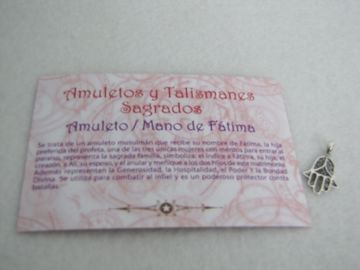 Amuletos y Talismanes
Sagrados
Amuleto / Mano de Fátima
Se trata de un amuleto musulmán que recibe su nombre de Fátima, la hija
preferida del profeta, una de las tres únicas mujeres con méritos para entrar al
paraíso, representa la sagrada familia, simboliza: el índice a Fátima, su hijo, el
corazón, a Alí, su esposo, y el anular y meñique a los dos hijos de este matrimonio.
Además representan la Generosidad, la Hospitalidad, el Poder y la Bondad
Divina. Se utiliza para combatir al infiel y es un poderoso protector contra
batallas.